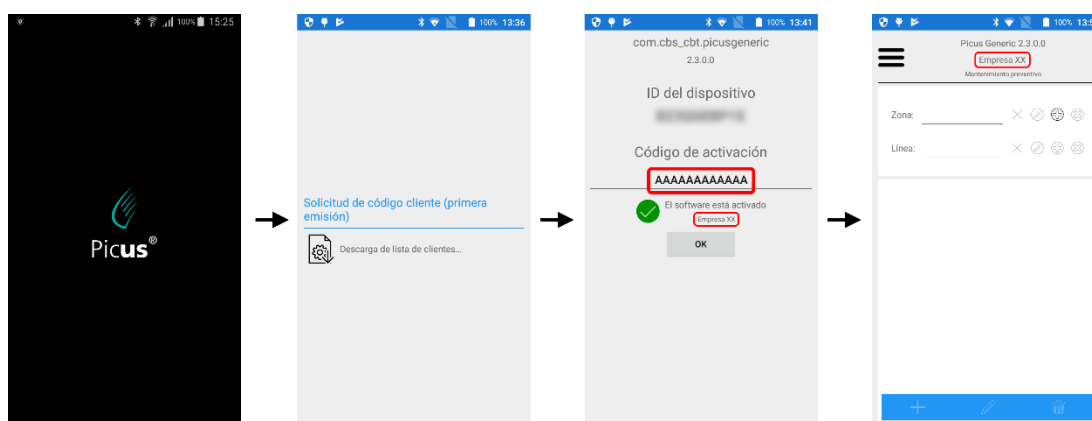 100% 15:25
Picus®
100% 13:36
Solicitud de código cliente (primera
emisión)
Descarga de lista de clientes...
100% 13:41
com.cbs_cbt.picusgeneric
2.3.0.0
ID del dispositivo
Código de activación
AAAAAAAAAAAA
El software está activado
Empresa XX
OK
100%
Picus Generic 2.3.0.0
Empresa XX
Mantenimiento preventivo
Zona:
Línea: